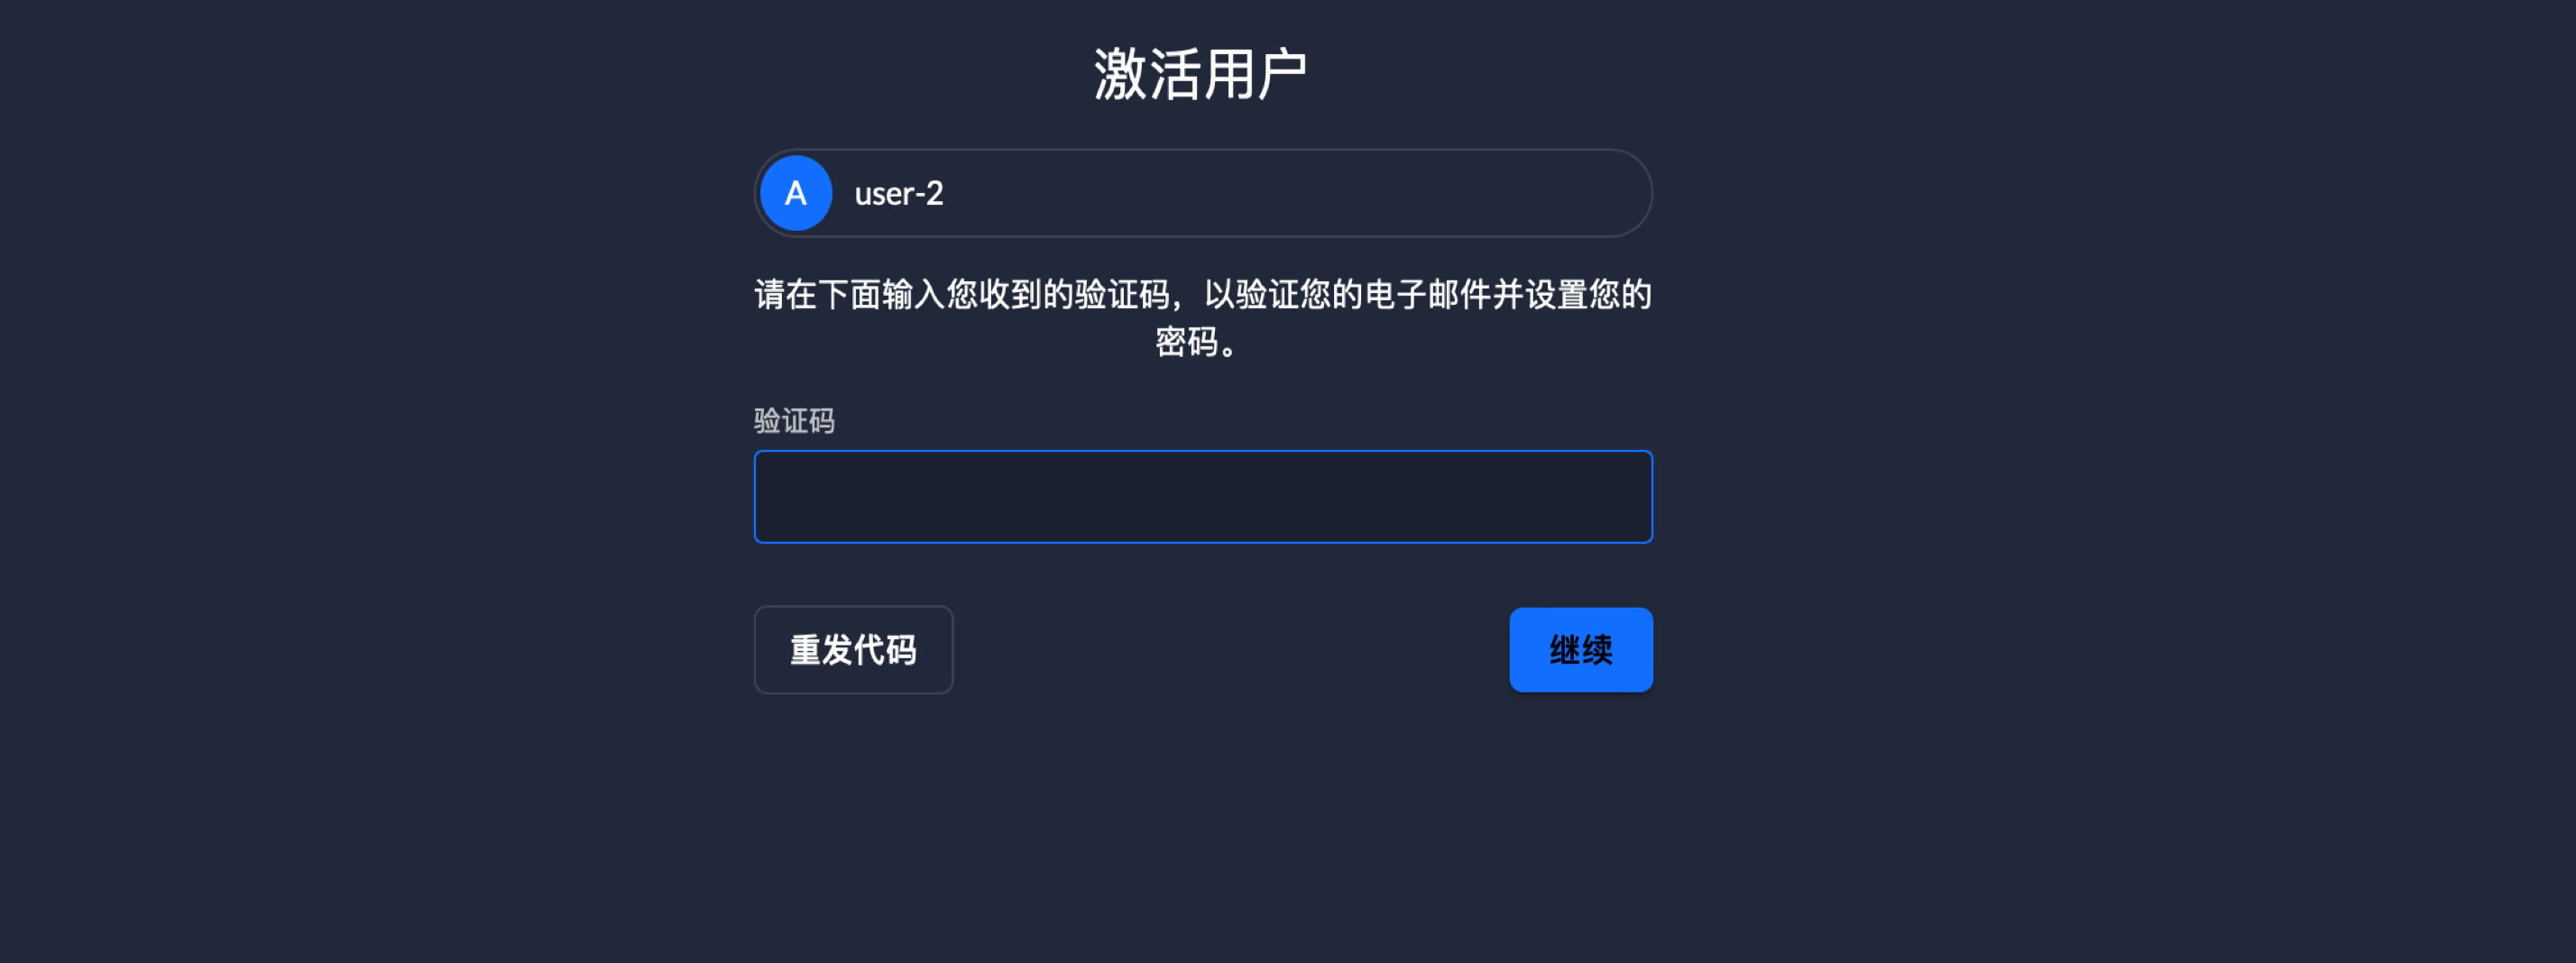 激活用户
A
user-2
请在下面输入您收到的验证码，以验证您的电子邮件并设置您的
密码。
验证码
重发代码
继续